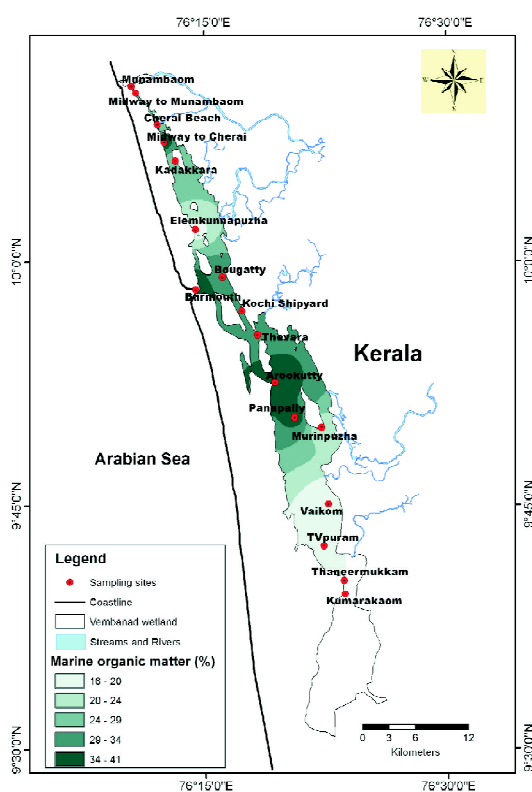 76°15'0"E 76°30'0"E
N
W E
S
Munambaom
Midway to Munambaom
Cherai Beach
Midway to Cherai
Kadakkara
Elemkunnapuzha
10°0'0"N 10°0'0"N
Bougatty
Barmouth
Kochi Shipyard
Thevara
Kerala
Arookutty
Panapally
Murinpuzha
Arabian Sea
9°45'0"N 9°45'0"N
Vaikom
TVpuram
Thaneermukkam
Kumarakaom
Legend
Sampling sites
Coastline
Vembanad wetland
Streams and Rivers
Marine organic matter (%)
18 - 20
20 - 24
24 - 29
29 - 34
34 - 41
0 3 6 12
Kilometers
9°30'0"N 9°30'0"N
76°15'0"E 76°30'0"E